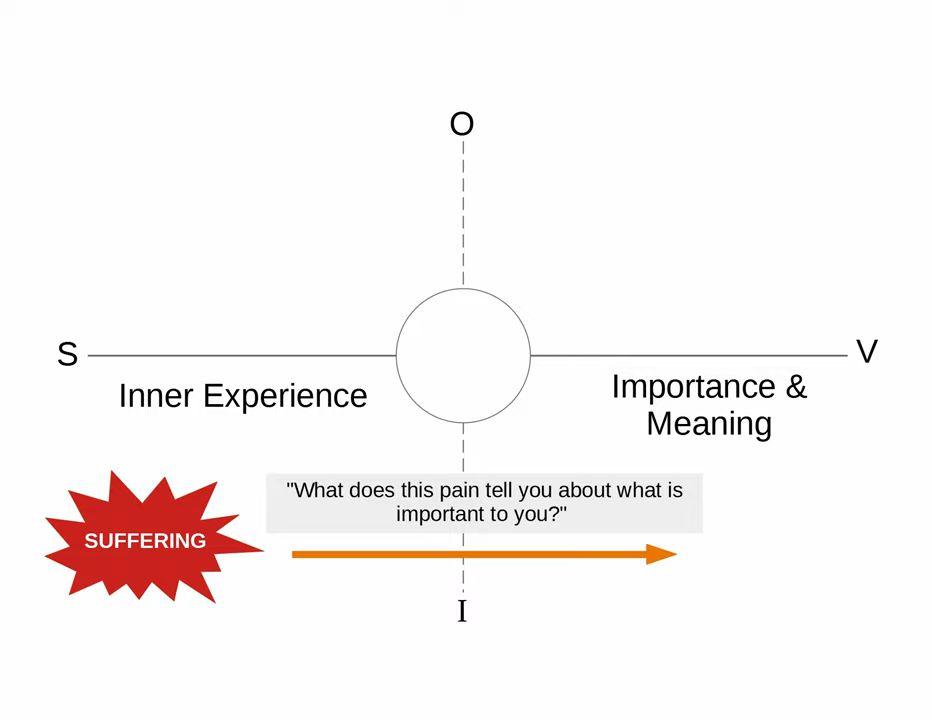 O
S
V
Inner Experience
Importance &
Meaning
"What does this pain tell you about what is
important to you?"
SUFFERING
I